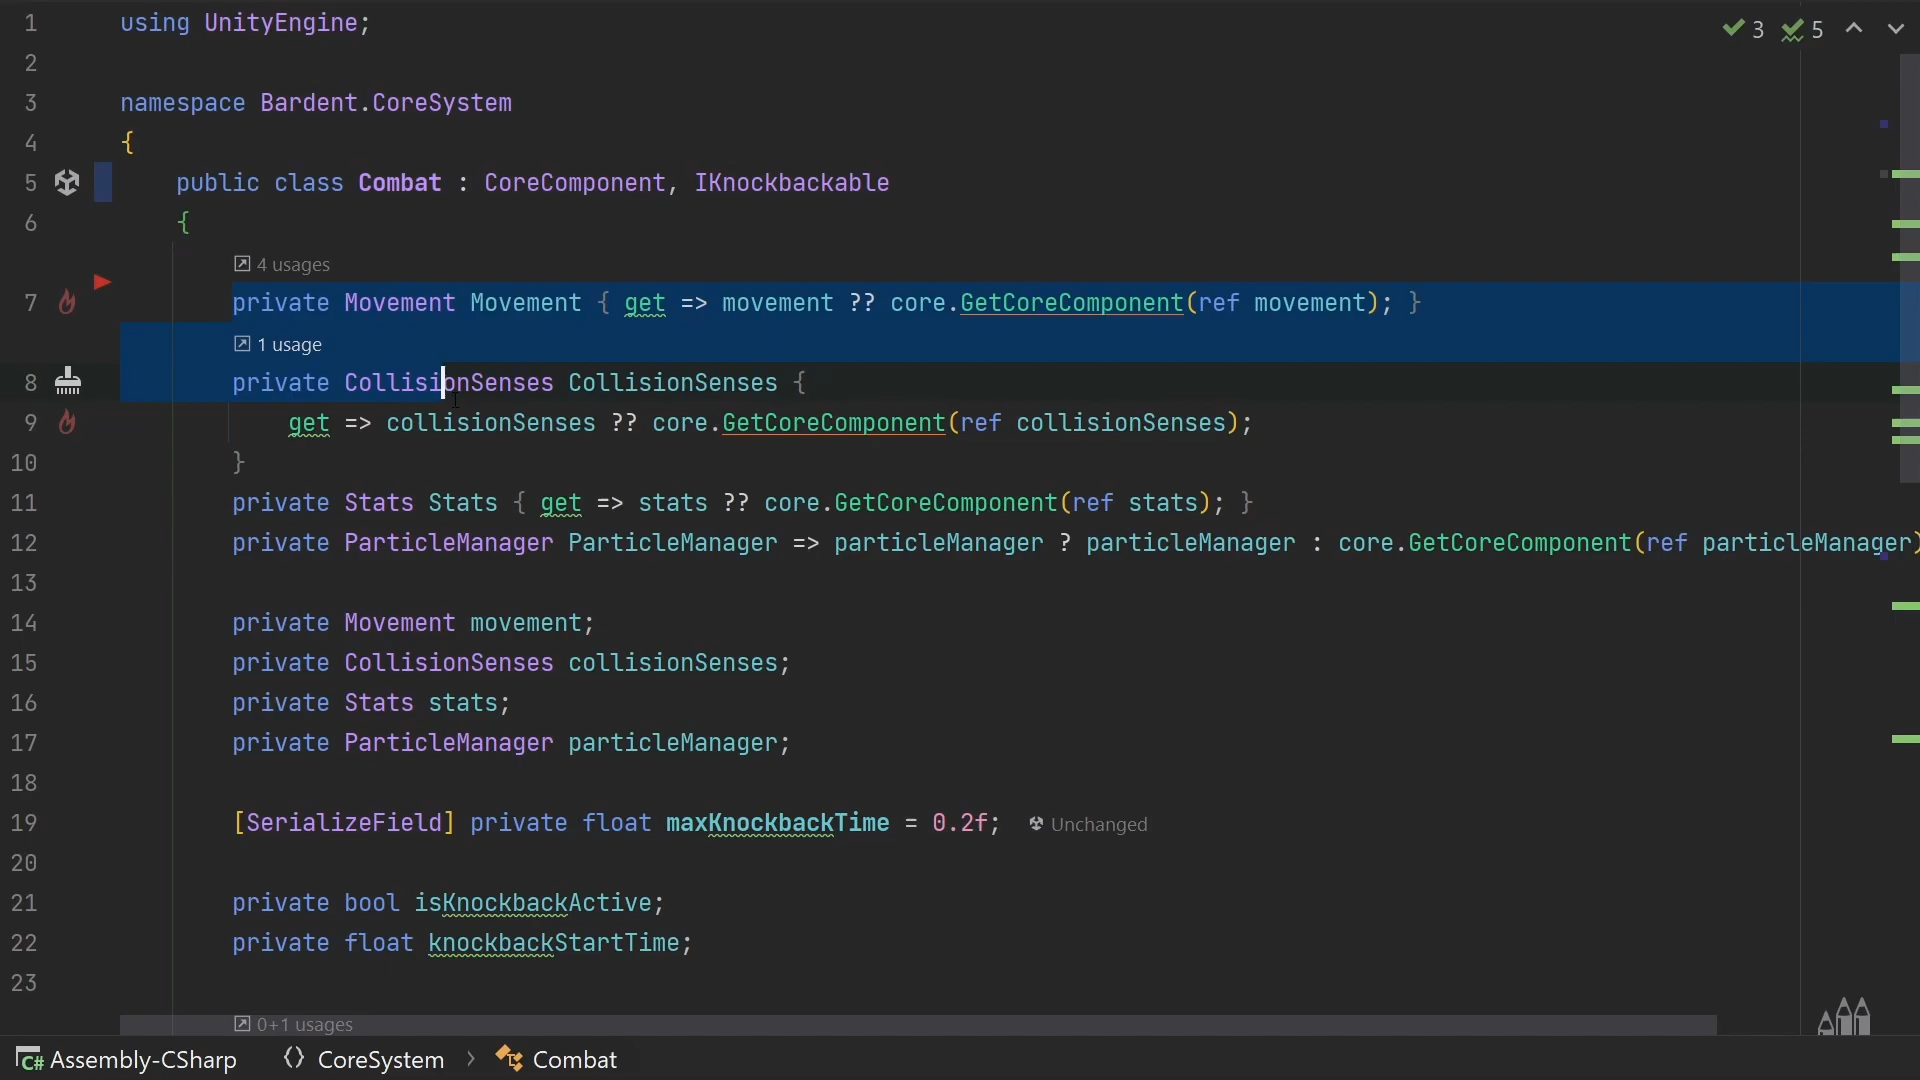 1 using UnityEngine;
3 5
2
3 namespace Bardent.CoreSystem
4 {
5 public class Combat : CoreComponent, IKnockbackable
6 {
4 usages
7 private Movement Movement { get => movement ?? core.GetCoreComponent(ref movement); }
1 usage
8 private CollisionSenses CollisionSenses {
9 get => collisionSenses ?? core.GetCoreComponent(ref collisionSenses);
10 }
11 private Stats Stats { get => stats ?? core.GetCoreComponent(ref stats); }
12 private ParticleManager ParticleManager => particleManager ? particleManager : core.GetCoreComponent(ref particleManager)
13
14 private Movement movement;
15 private CollisionSenses collisionSenses;
16 private Stats stats;
17 private ParticleManager particleManager;
18
19 [SerializeField] private float maxKnockbackTime = 0.2f; Unchanged
20
21 private bool isKnockbackActive;
22 private float knockbackStartTime;
23
0+1 usages
C# Assembly-CSharp {} CoreSystem > Combat